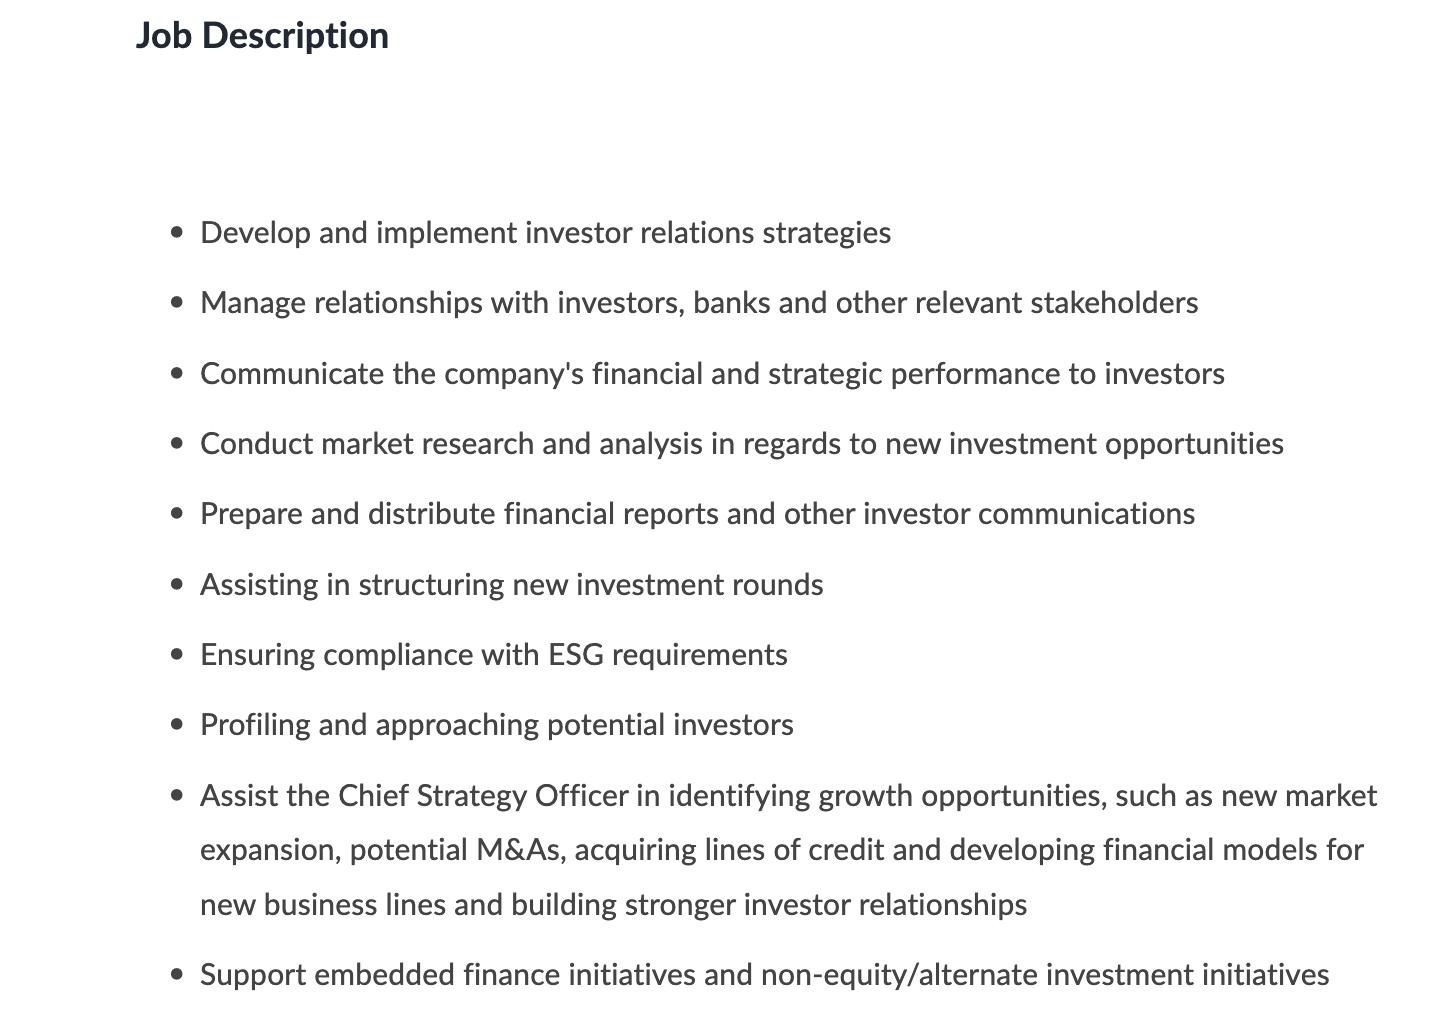 Job Description
• Develop and implement investor relations strategies
• Manage relationships with investors, banks and other relevant stakeholders
• Communicate the company's financial and strategic performance to investors
• Conduct market research and analysis in regards to new investment opportunities
• Prepare and distribute financial reports and other investor communications
• Assisting in structuring new investment rounds
• Ensuring compliance with ESG requirements
• Profiling and approaching potential investors
• Assist the Chief Strategy Officer in identifying growth opportunities, such as new market
expansion, potential M&As, acquiring lines of credit and developing financial models for
new business lines and building stronger investor relationships
• Support embedded finance initiatives and non-equity/alternate investment initiatives